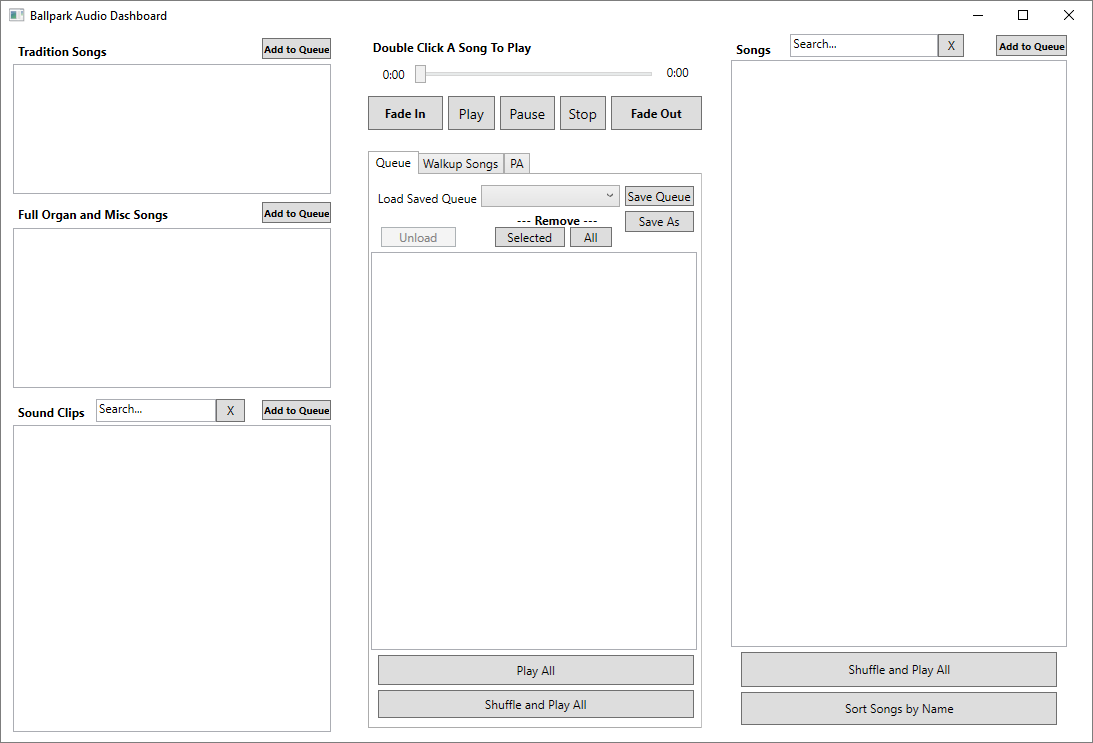 Ballpark Audio Dashboard
Tradition Songs
Add to Queue
Full Organ and Misc Songs
Add to Queue
Sound Clips
Search...
X
Add to Queue
Double Click A Song To Play
0:00
0:00
Fade In
Play
Pause
Stop
Fade Out
Queue
Walkup Songs
PA
Load Saved Queue
Save Queue
--- Remove ---
Save As
Unload
Selected
All
Play All
Shuffle and Play All
Songs
Search...
X
Add to Queue
Shuffle and Play All
Sort Songs by Name